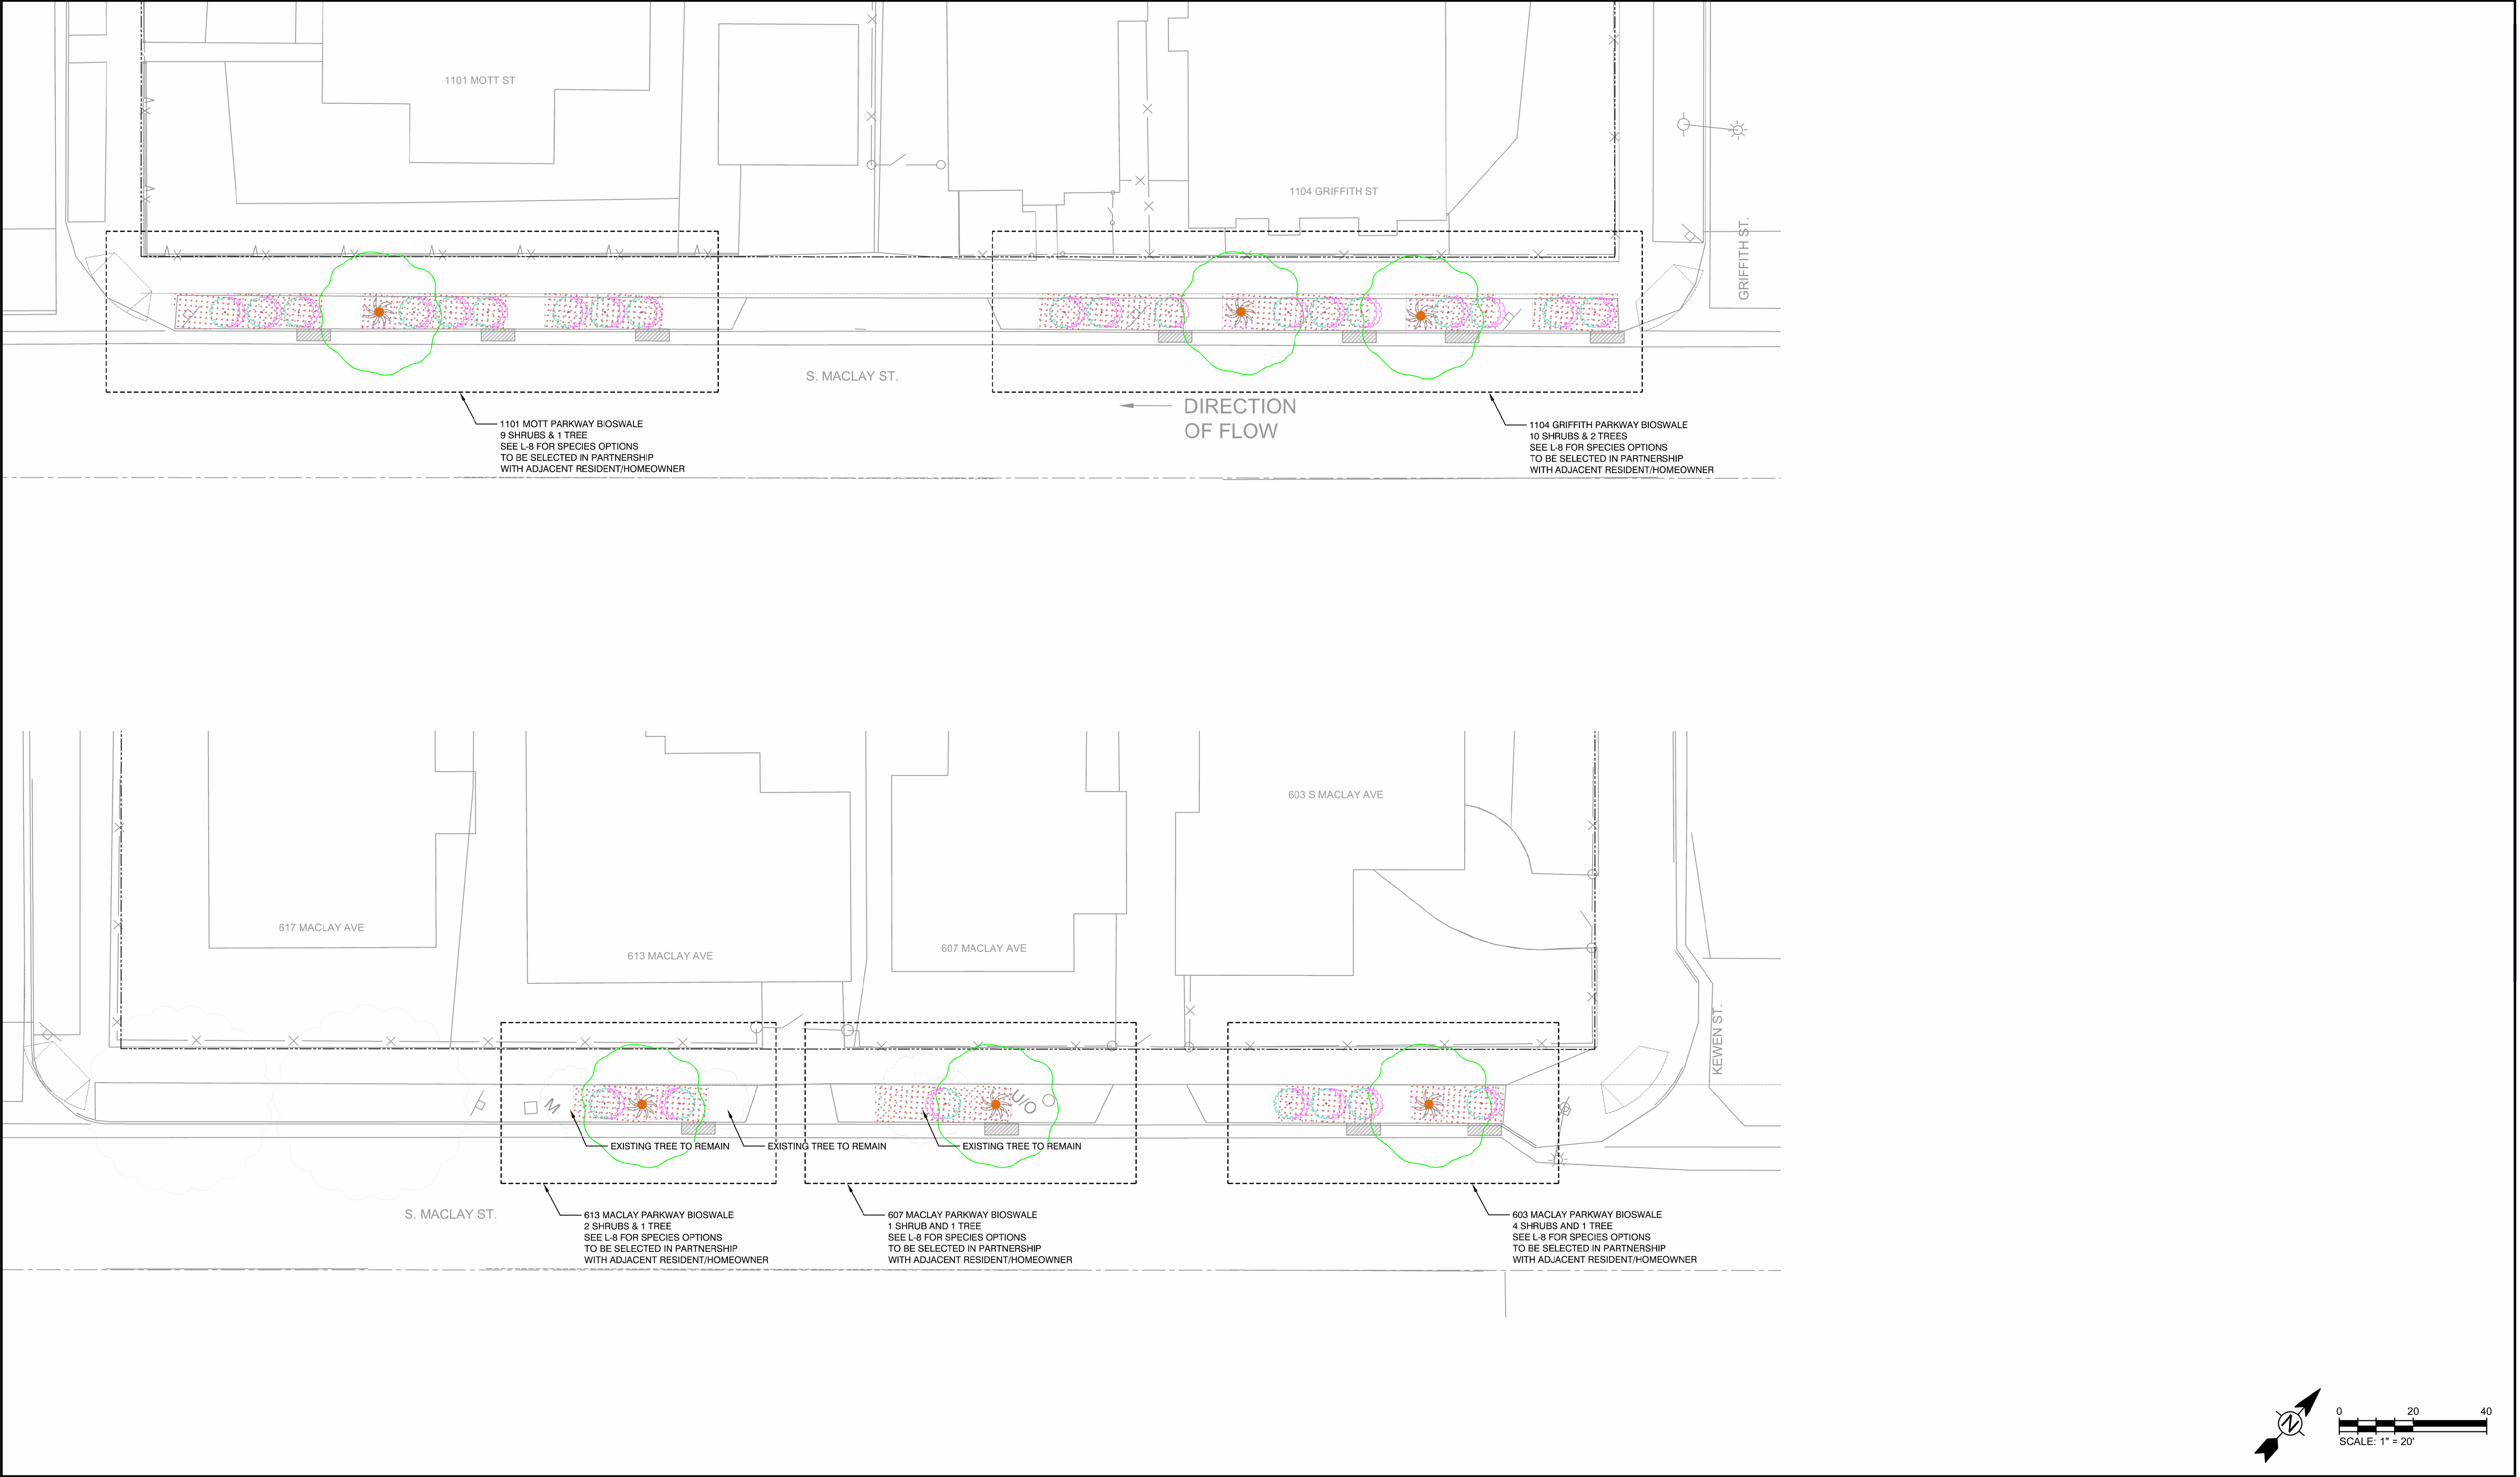 1101 MOTT ST
1104 GRIFFITH ST
GRIFFITH ST.
S. MACLAY ST.
DIRECTION
OF FLOW
1101 MOTT PARKWAY BIOSWALE
9 SHRUBS & 1 TREE
SEE L-8 FOR SPECIES OPTIONS
TO BE SELECTED IN PARTNERSHIP
WITH ADJACENT RESIDENT/HOMEOWNER
1104 GRIFFITH PARKWAY BIOSWALE
10 SHRUBS & 2 TREES
SEE L-8 FOR SPECIES OPTIONS
TO BE SELECTED IN PARTNERSHIP
WITH ADJACENT RESIDENT/HOMEOWNER
603 S MACLAY AVE
617 MACLAY AVE
613 MACLAY AVE
607 MACLAY AVE
KEWEN ST.
M
U/O
EXISTING TREE TO REMAIN
EXISTING TREE TO REMAIN
EXISTING TREE TO REMAIN
S. MACLAY ST.
613 MACLAY PARKWAY BIOSWALE
2 SHRUBS & 1 TREE
SEE L-8 FOR SPECIES OPTIONS
TO BE SELECTED IN PARTNERSHIP
WITH ADJACENT RESIDENT/HOMEOWNER
607 MACLAY PARKWAY BIOSWALE
1 SHRUB AND 1 TREE
SEE L-8 FOR SPECIES OPTIONS
TO BE SELECTED IN PARTNERSHIP
WITH ADJACENT RESIDENT/HOMEOWNER
603 MACLAY PARKWAY BIOSWALE
4 SHRUBS AND 1 TREE
SEE L-8 FOR SPECIES OPTIONS
TO BE SELECTED IN PARTNERSHIP
WITH ADJACENT RESIDENT/HOMEOWNER
N
0 20 40
SCALE: 1" = 20'